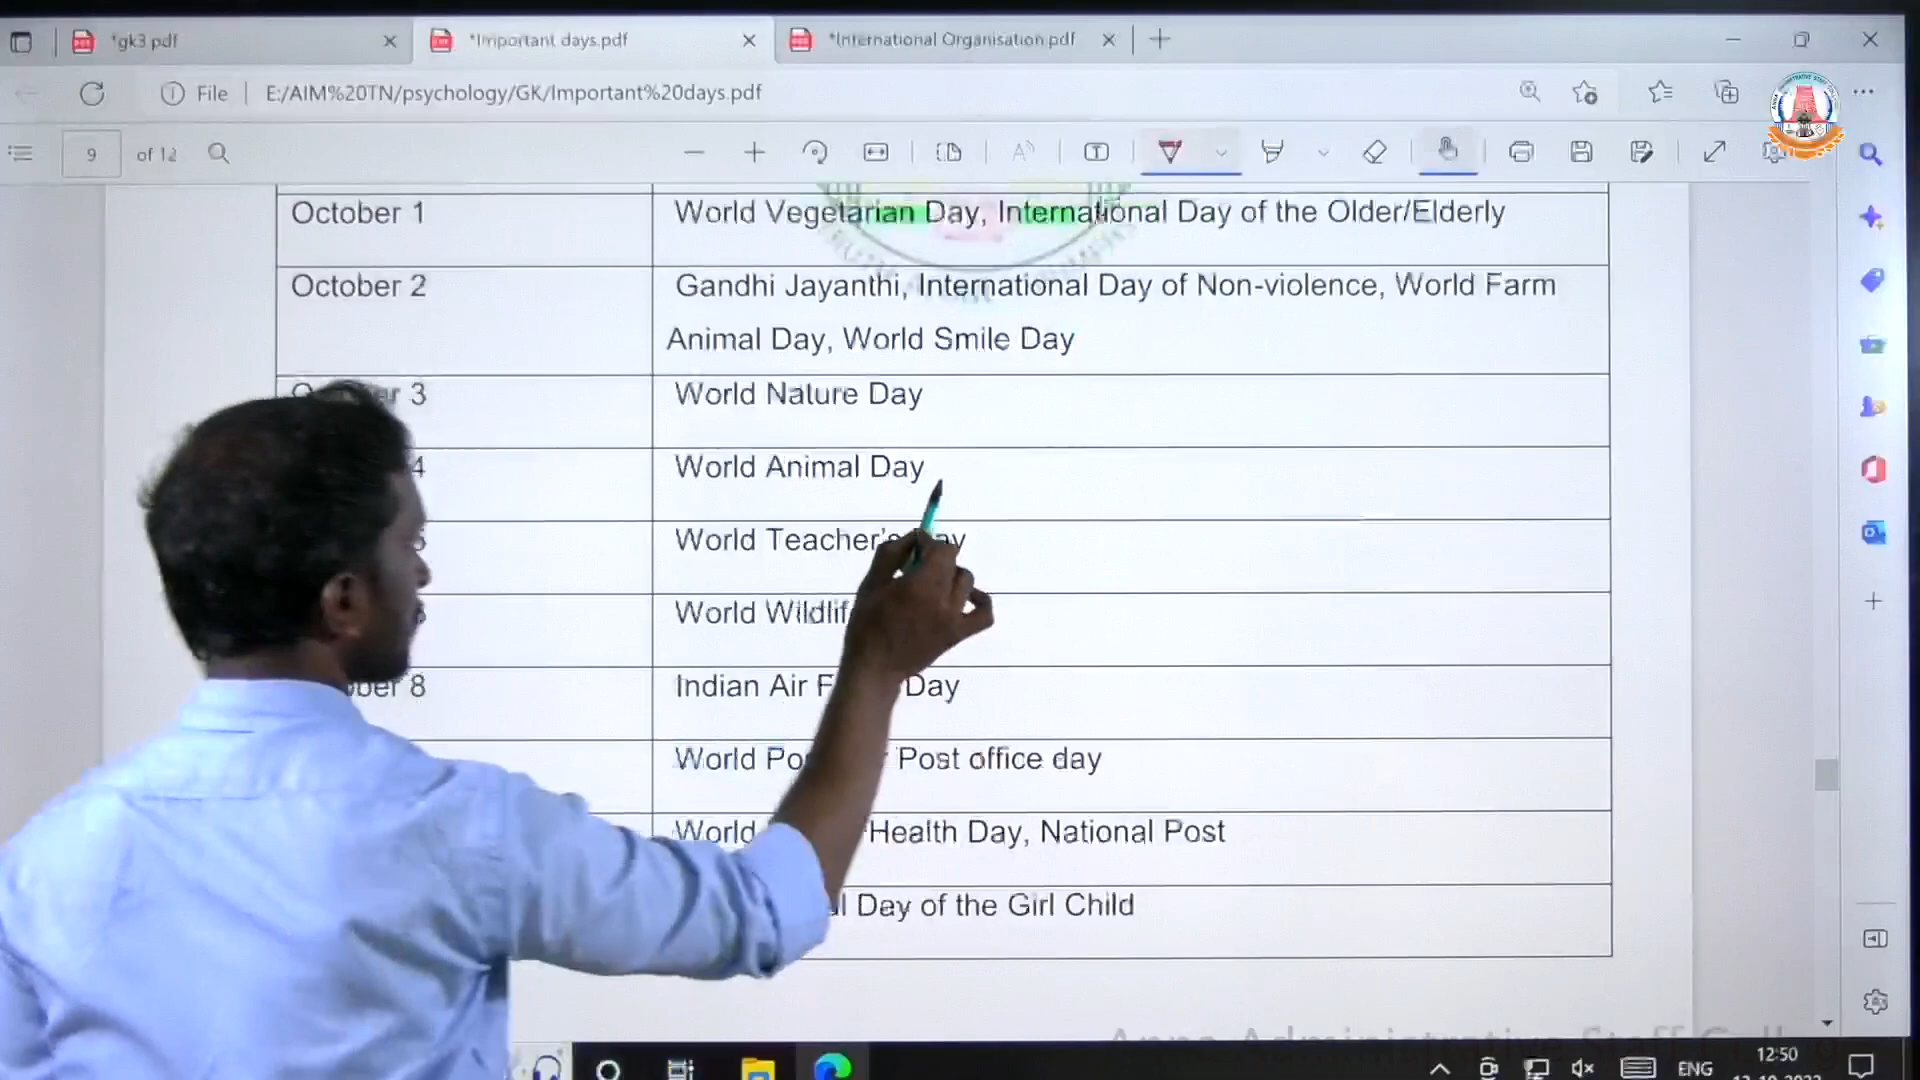 *gk3 pdf
*Important days.pdf
*International Organisation.pdf
File
E:/AIM%20TN/psychology/GK/Important%20days.pdf
9 of 12
October 1 World Vegetarian Day, International Day of the Older/Elderly
October 2 Gandhi Jayanthi, International Day of Non-violence, World Farm
Animal Day, World Smile Day
3 World Nature Day
4 World Animal Day
World Teacher's Day
World
8 Indian Air Day
World Post office day
World Health Day, National Post
Day of the Girl Child
Anna Administrative Staff
ENG
12:50